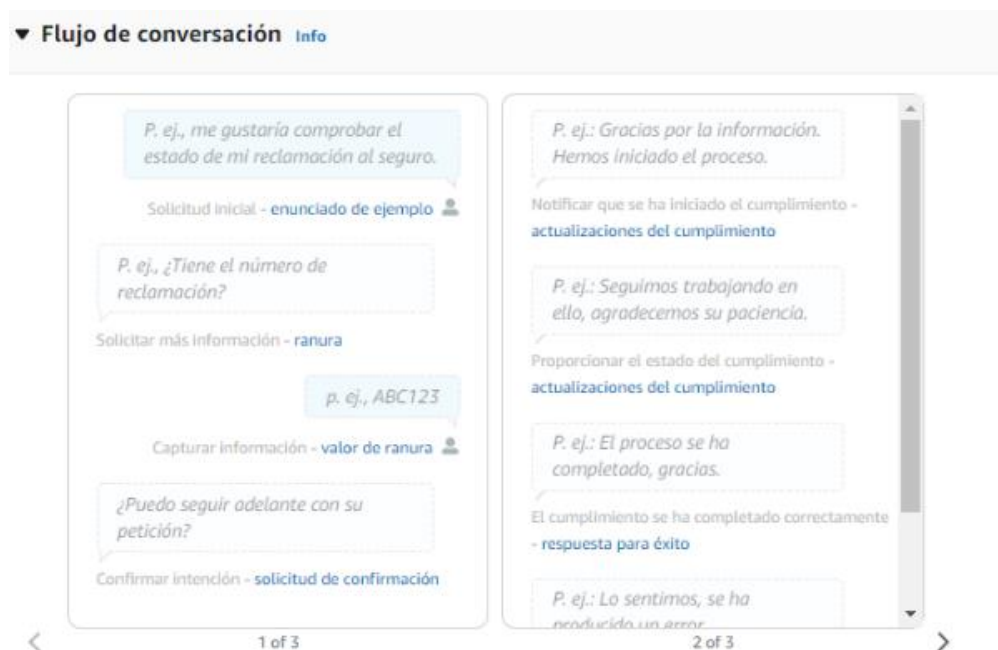 Flujo de conversación Info
P. ej., me gustaría comprobar el
estado de mi reclamación al seguro.
Solicitud inicial - enunciado de ejemplo
P. ej., ¿Tiene el número de
reclamación?
Solicitar más información - ranura
p. ej., ABC123
Capturar información - valor de ranura
¿Puedo seguir adelante con su
petición?
Confirmar intención - solicitud de confirmación
1 of 3
P. ej.: Gracias por la información.
Hemos iniciado el proceso.
Notificar que se ha iniciado el cumplimiento -
actualizaciones del cumplimiento
P. ej.: Seguimos trabajando en
ello, agradecemos su paciencia.
Proporcionar el estado del cumplimiento -
actualizaciones del cumplimiento
P. ej.: El proceso se ha
completado, gracias.
El cumplimiento se ha completado correctamente
- respuesta para éxito
P. ej.: Lo sentimos, se ha
producido un error
2 of 3